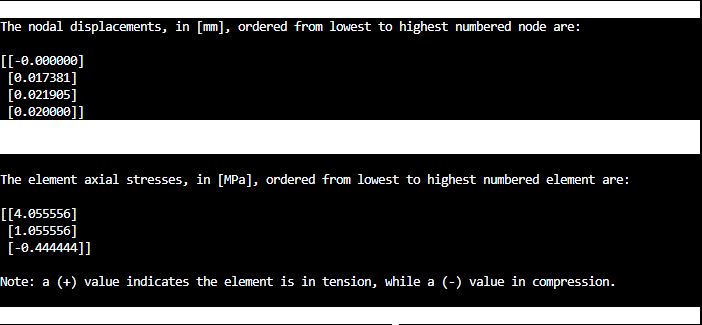 The nodal displacements, in [mm], ordered from lowest to highest numbered node are:
[[-0.000000]
[0.017381]
[0.021905]
[0.020000]]
The element axial stresses, in [MPa], ordered from lowest to highest numbered element are:
[[4.055556]
[1.055556]
[-0.444444]]
Note: a (+) value indicates the element is in tension, while a (-) value in compression.